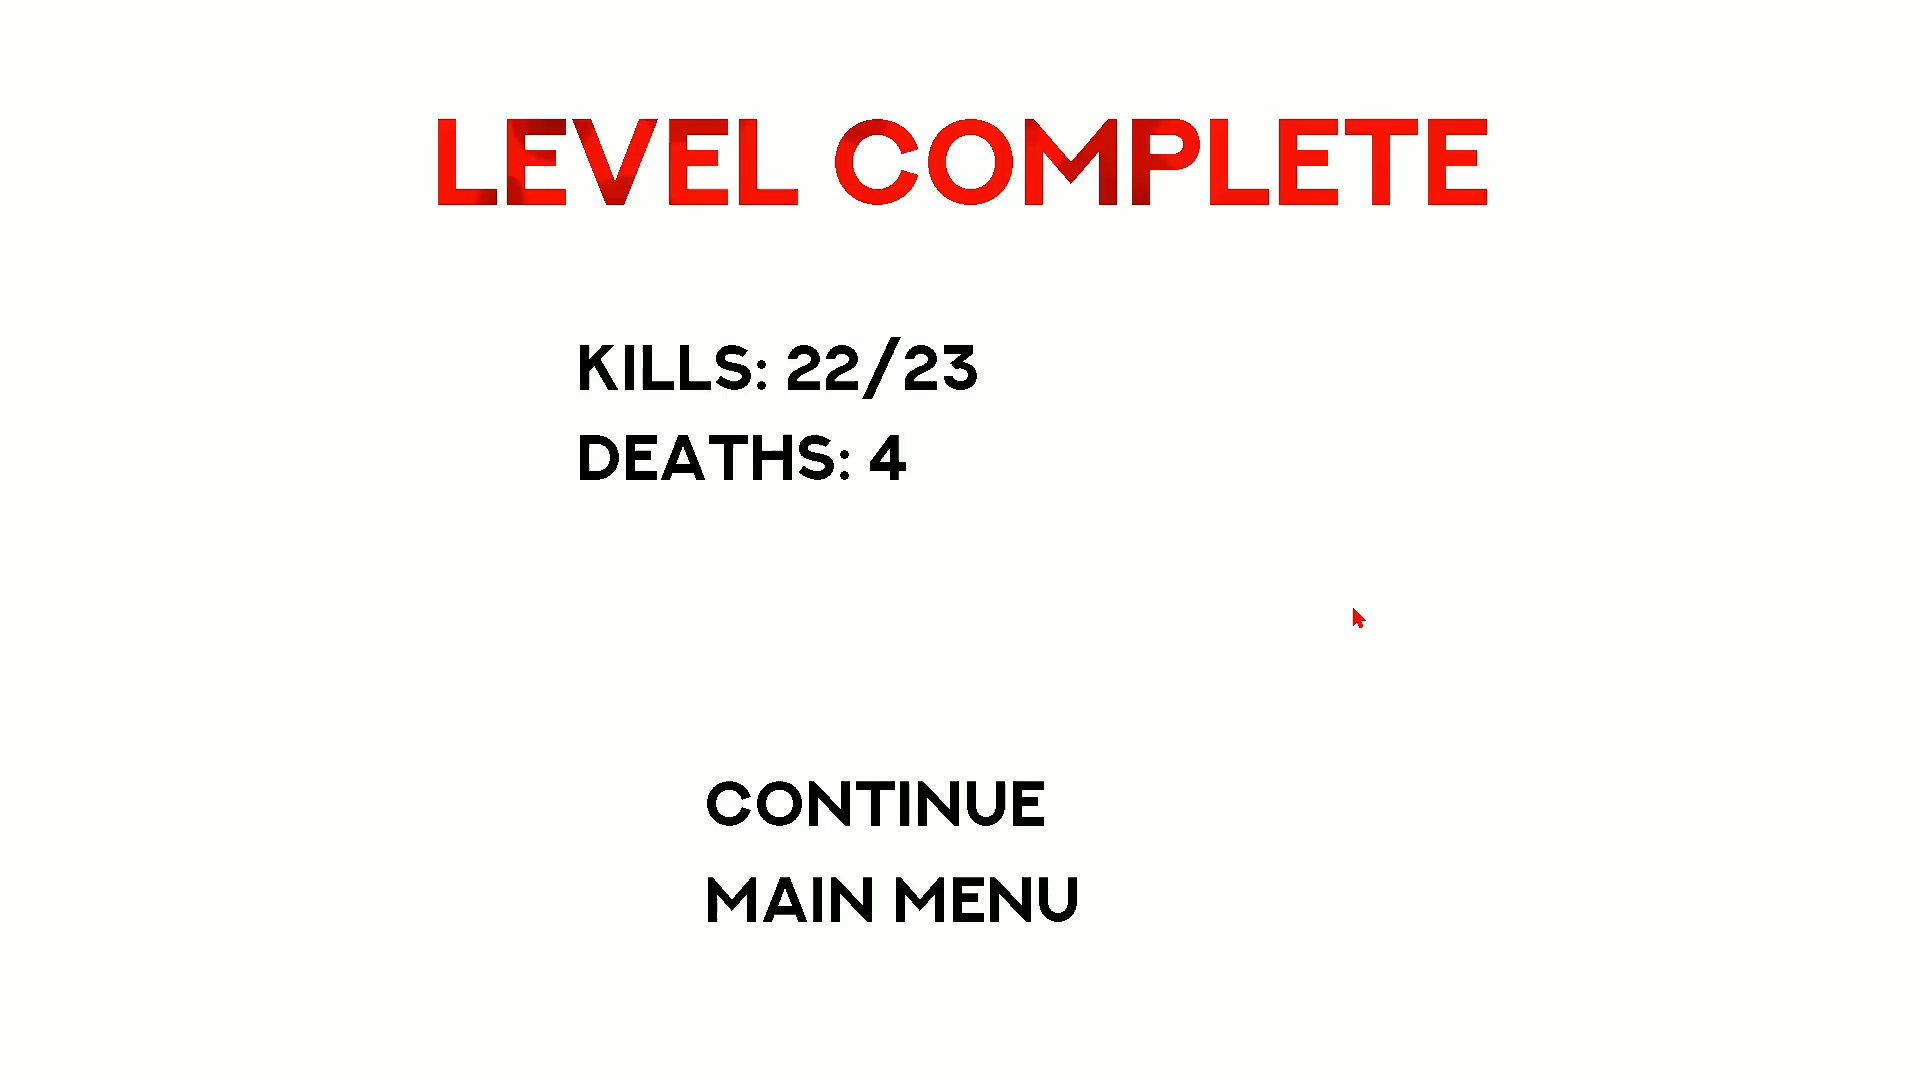 LEVEL COMPLETE
KILLS: 22/23
DEATHS: 4
CONTINUE
MAIN MENU